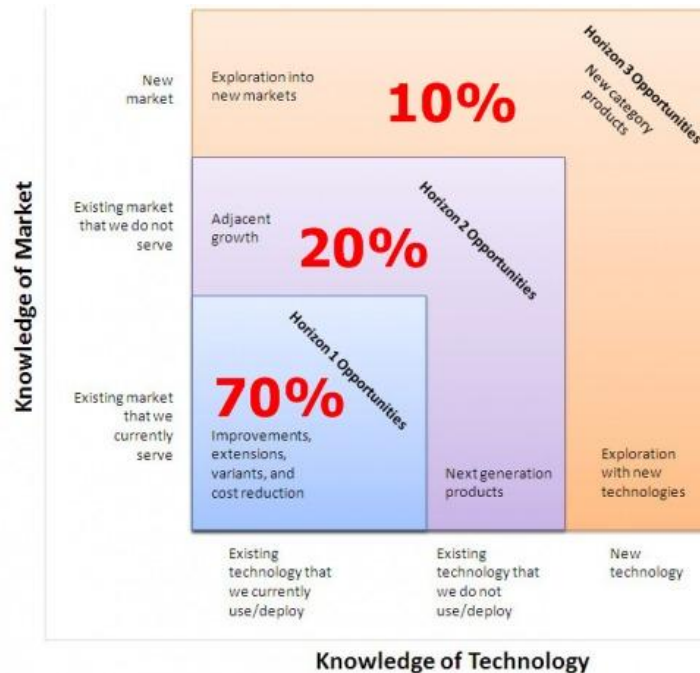 New
market
Exploration into
new markets
10%
Horizon 3 Opportunities
New category
products
Existing market
that we do not
serve
Adjacent
growth
20%
Horizon 2 Opportunities
Knowledge of Market
Existing market
that we
currently
serve
70%
Horizon 1 Opportunities
Improvements,
extensions,
variants, and
cost reduction
Next generation
products
Exploration
with new
technologies
Existing
technology that
we currently
use/deploy
Existing
technology that
we do not
use/deploy
New
technology
Knowledge of Technology